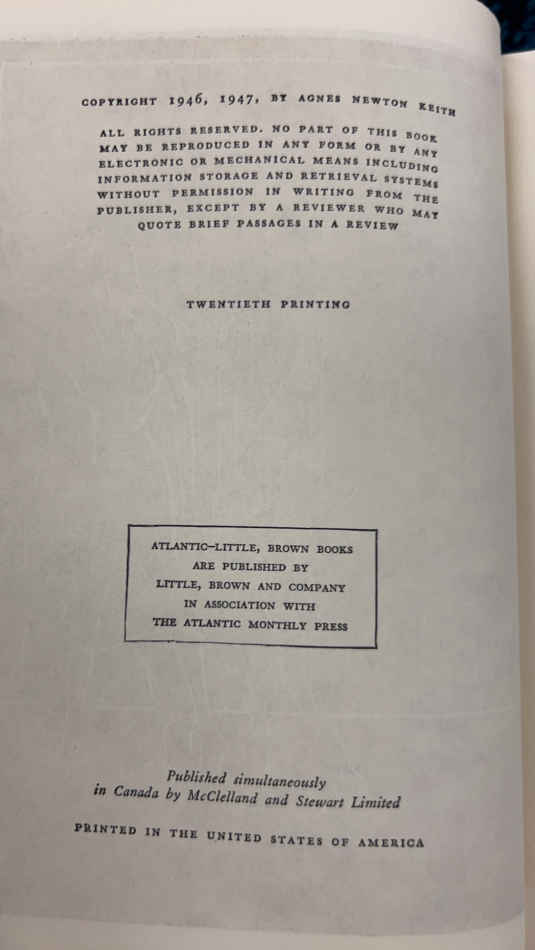 COPYRIGHT 1946, 1947, BY AGNES NEWTON KEITH
ALL RIGHTS RESERVED. NO PART OF THIS BOOK
MAY BE REPRODUCED IN ANY FORM OR BY ANY
ELECTRONIC OR MECHANICAL MEANS INCLUDING
INFORMATION STORAGE AND RETRIEVAL SYSTEMS
WITHOUT PERMISSION IN WRITING FROM THE
PUBLISHER, EXCEPT BY A REVIEWER WHO MAY
QUOTE BRIEF PASSAGES IN A REVIEW
TWENTIETH PRINTING
ATLANTIC–LITTLE, BROWN BOOKS
ARE PUBLISHED BY
LITTLE, BROWN AND COMPANY
IN ASSOCIATION WITH
THE ATLANTIC MONTHLY PRESS
Published simultaneously
in Canada by McClelland and Stewart Limited
PRINTED IN THE UNITED STATES OF AMERICA